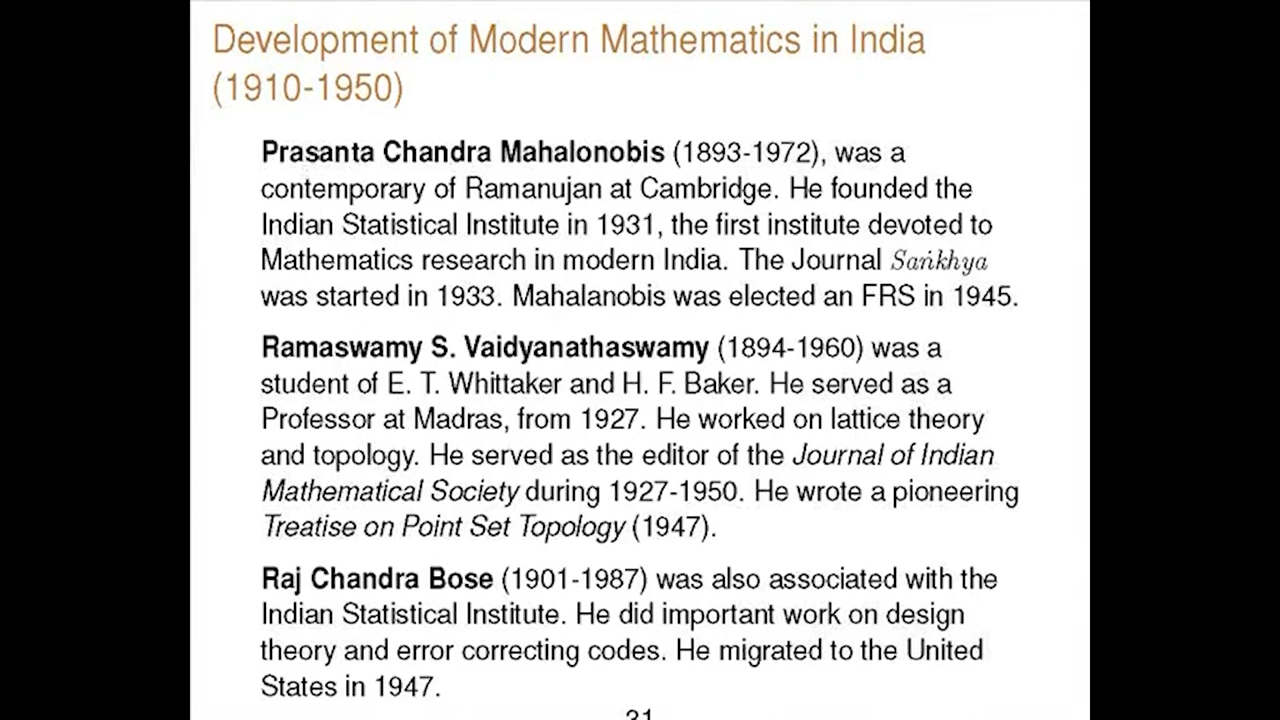 Development of Modern Mathematics in India
(1910-1950)
Prasanta Chandra Mahalonobis (1893-1972), was a
contemporary of Ramanujan at Cambridge. He founded the
Indian Statistical Institute in 1931, the first institute devoted to
Mathematics research in modern India. The Journal Saṅkhya
was started in 1933. Mahalanobis was elected an FRS in 1945.
Ramaswamy S. Vaidyanathaswamy (1894-1960) was a
student of E. T. Whittaker and H. F. Baker. He served as a
Professor at Madras, from 1927. He worked on lattice theory
and topology. He served as the editor of the Journal of Indian
Mathematical Society during 1927-1950. He wrote a pioneering
Treatise on Point Set Topology (1947).
Raj Chandra Bose (1901-1987) was also associated with the
Indian Statistical Institute. He did important work on design
theory and error correcting codes. He migrated to the United
States in 1947.
31